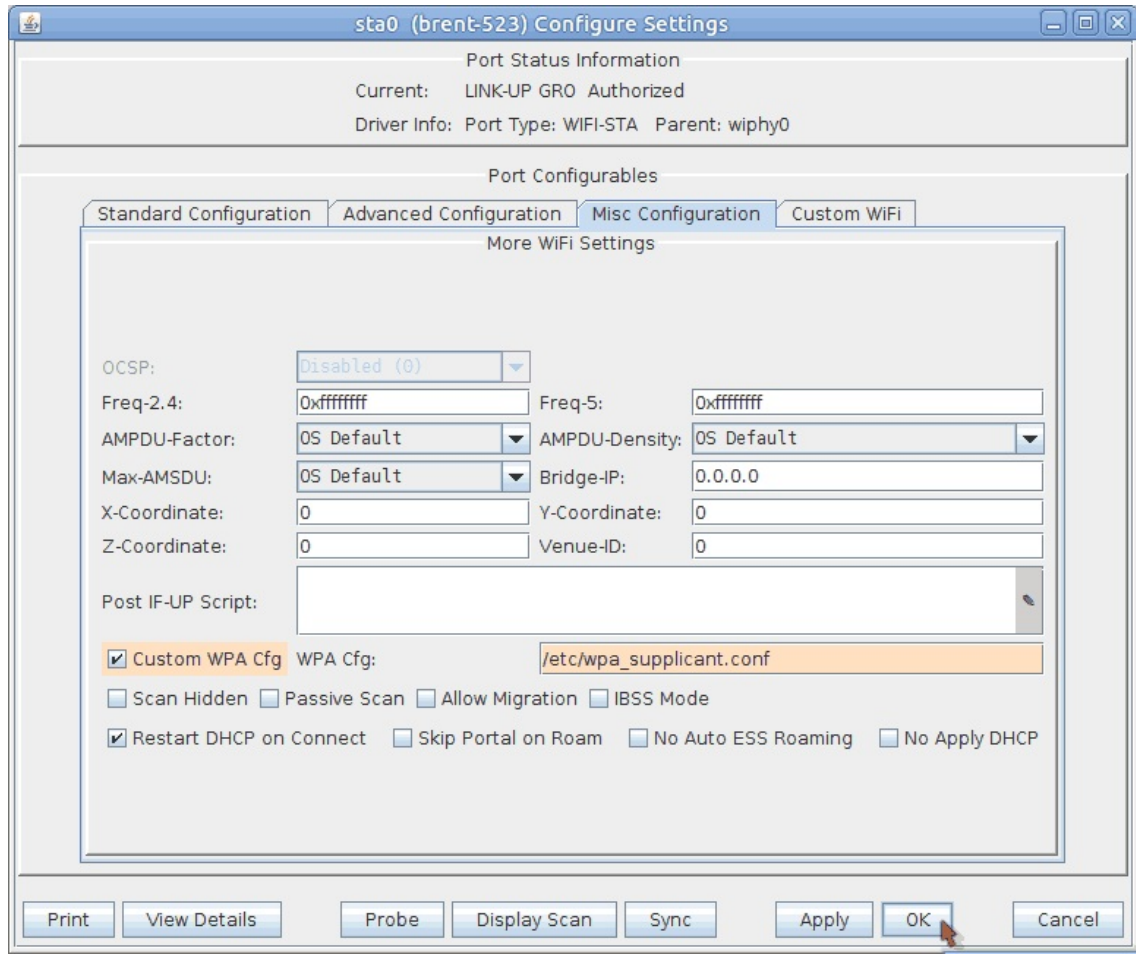 sta0 (brent-523) Configure Settings
Port Status Information
Current: LINK-UP GRO Authorized
Driver Info: Port Type: WIFI-STA Parent: wiphy0
Port Configurables
Standard Configuration Advanced Configuration Misc Configuration Custom WiFi
More WiFi Settings
OCSP: Disabled (0)
Freq-2.4: 0xffffffff Freq-5: 0xffffffff
AMPDU-Factor: OS Default AMPDU-Density: OS Default
Max-AMSDU: OS Default Bridge-IP: 0.0.0.0
X-Coordinate: 0 Y-Coordinate: 0
Z-Coordinate: 0 Venue-ID: 0
Post IF-UP Script:
Custom WPA Cfg WPA Cfg: /etc/wpa_supplicant.conf
Scan Hidden Passive Scan Allow Migration IBSS Mode
Restart DHCP on Connect Skip Portal on Roam No Auto ESS Roaming No Apply DHCP
Print View Details Probe Display Scan Sync Apply OK Cancel